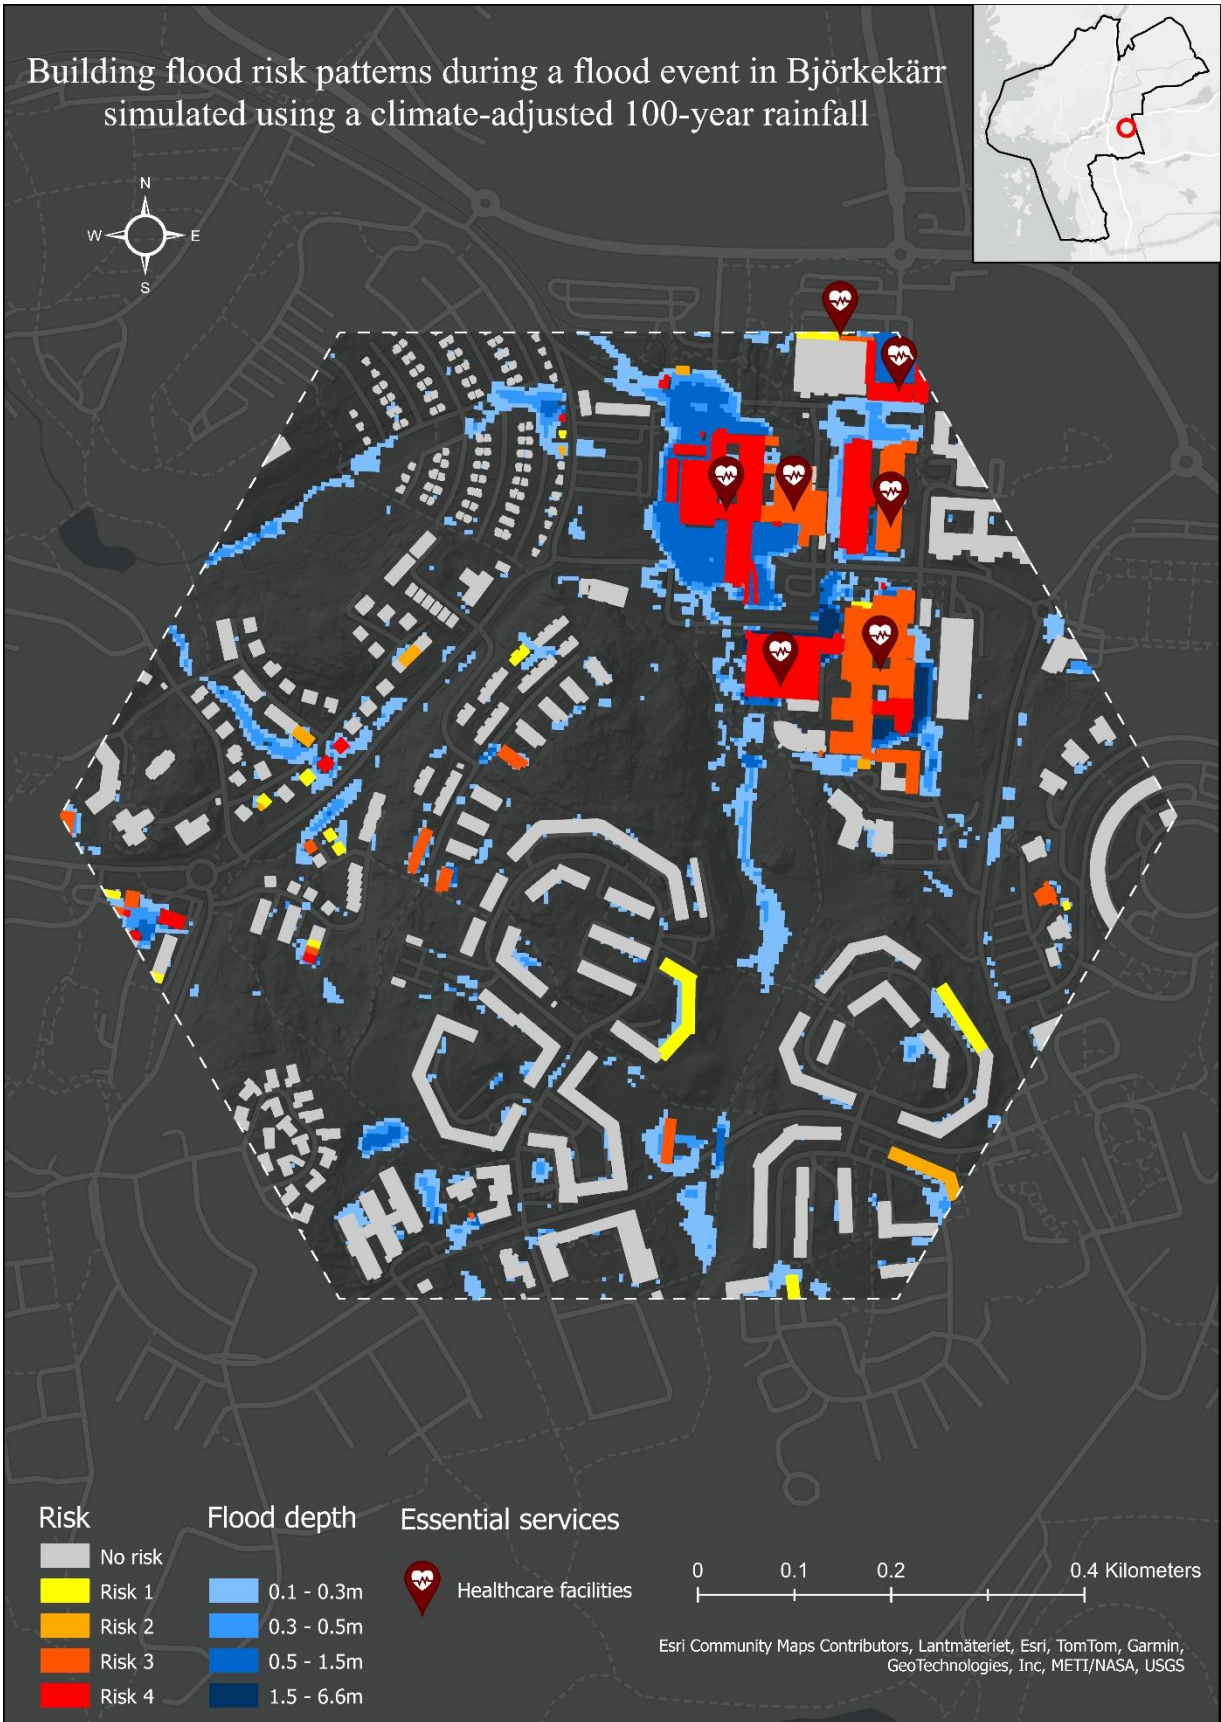 Building flood risk patterns during a flood event in Björkekärr
simulated using a climate-adjusted 100-year rainfall
N
W
E
S
Risk
No risk
Risk 1
Risk 2
Risk 3
Risk 4
Flood depth
0.1 - 0.3m
0.3 - 0.5m
0.5 - 1.5m
1.5 - 6.6m
Essential services
Healthcare facilities
0 0.1 0.2 0.4 Kilometers
Esri Community Maps Contributors, Lantmäteriet, Esri, TomTom, Garmin,
GeoTechnologies, Inc, METI/NASA, USGS